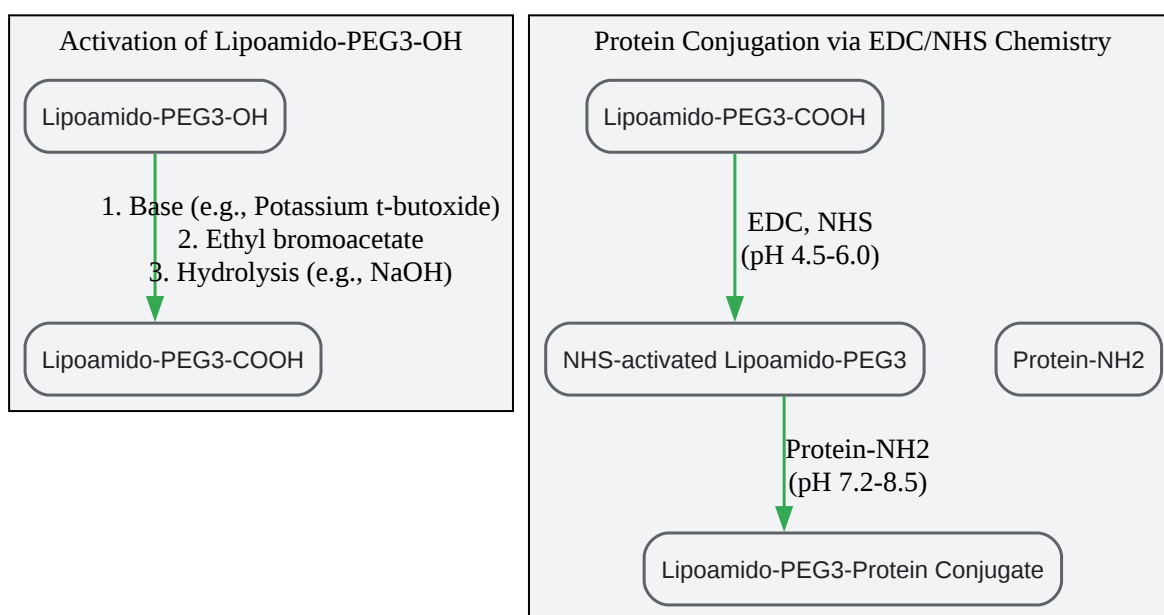 Activation of Lipoamido-PEG3-OH
Lipoamido-PEG3-OH
1. Base (e.g., Potassium t-butoxide)
2. Ethyl bromoacetate
3. Hydrolysis (e.g., NaOH)
Lipoamido-PEG3-COOH
Protein Conjugation via EDC/NHS Chemistry
Lipoamido-PEG3-COOH
EDC, NHS
(pH 4.5-6.0)
NHS-activated Lipoamido-PEG3
Protein-NH2
Protein-NH2
(pH 7.2-8.5)
Lipoamido-PEG3-Protein Conjugate